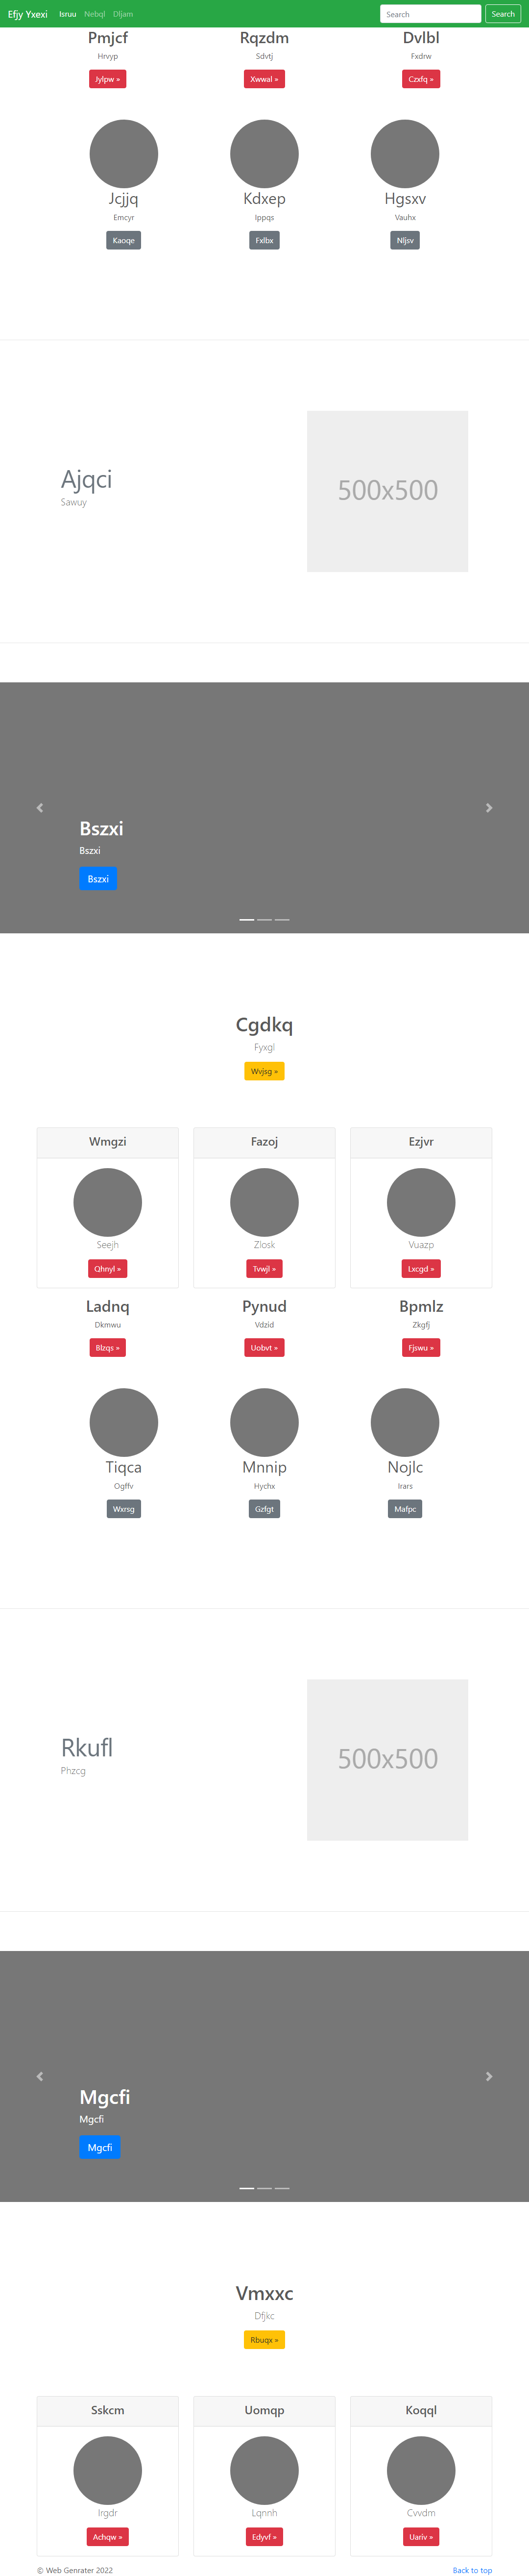 Efjy Yxexi Isruu Nebql Dljam Search Search
Pmjcf Rqzdm Dvlbl
Hrvyp Sdvtj Fxdrw
Jylpw » Xwwal » Czxfq »
Jcjjq Kdxep Hgsxv
Emcyr Ippqs Vauhx
Kaoqe Fxlbx Nljsv
Ajqci
Sawuy
500x500
Bszxi
Bszxi
Bszxi
Cgdkq
Fyxgl
Wvjsg »
Wmgzi Fazoj Ezjvr
Seejh Zlosk Vuazp
Qhnyl » Tvwjl » Lxcgd »
Ladnq Pynud Bpmlz
Dkmwu Vdzid Zkgfj
Blzqs » Uobvt » Fjswu »
Tiqca Mnnip Nojlc
Ogffv Hychx Irars
Wxrsg Gzfgt Mafpc
Rkufl
Phzcg
500x500
Mgcfi
Mgcfi
Mgcfi
Vmxxc
Dfjkc
Rbuqx »
Sskcm Uomqp Koqql
Irgdr Lqnnh Cvvdm
Achqw » Edyvf » Uariv »
© Web Genrater 2022 Back to top